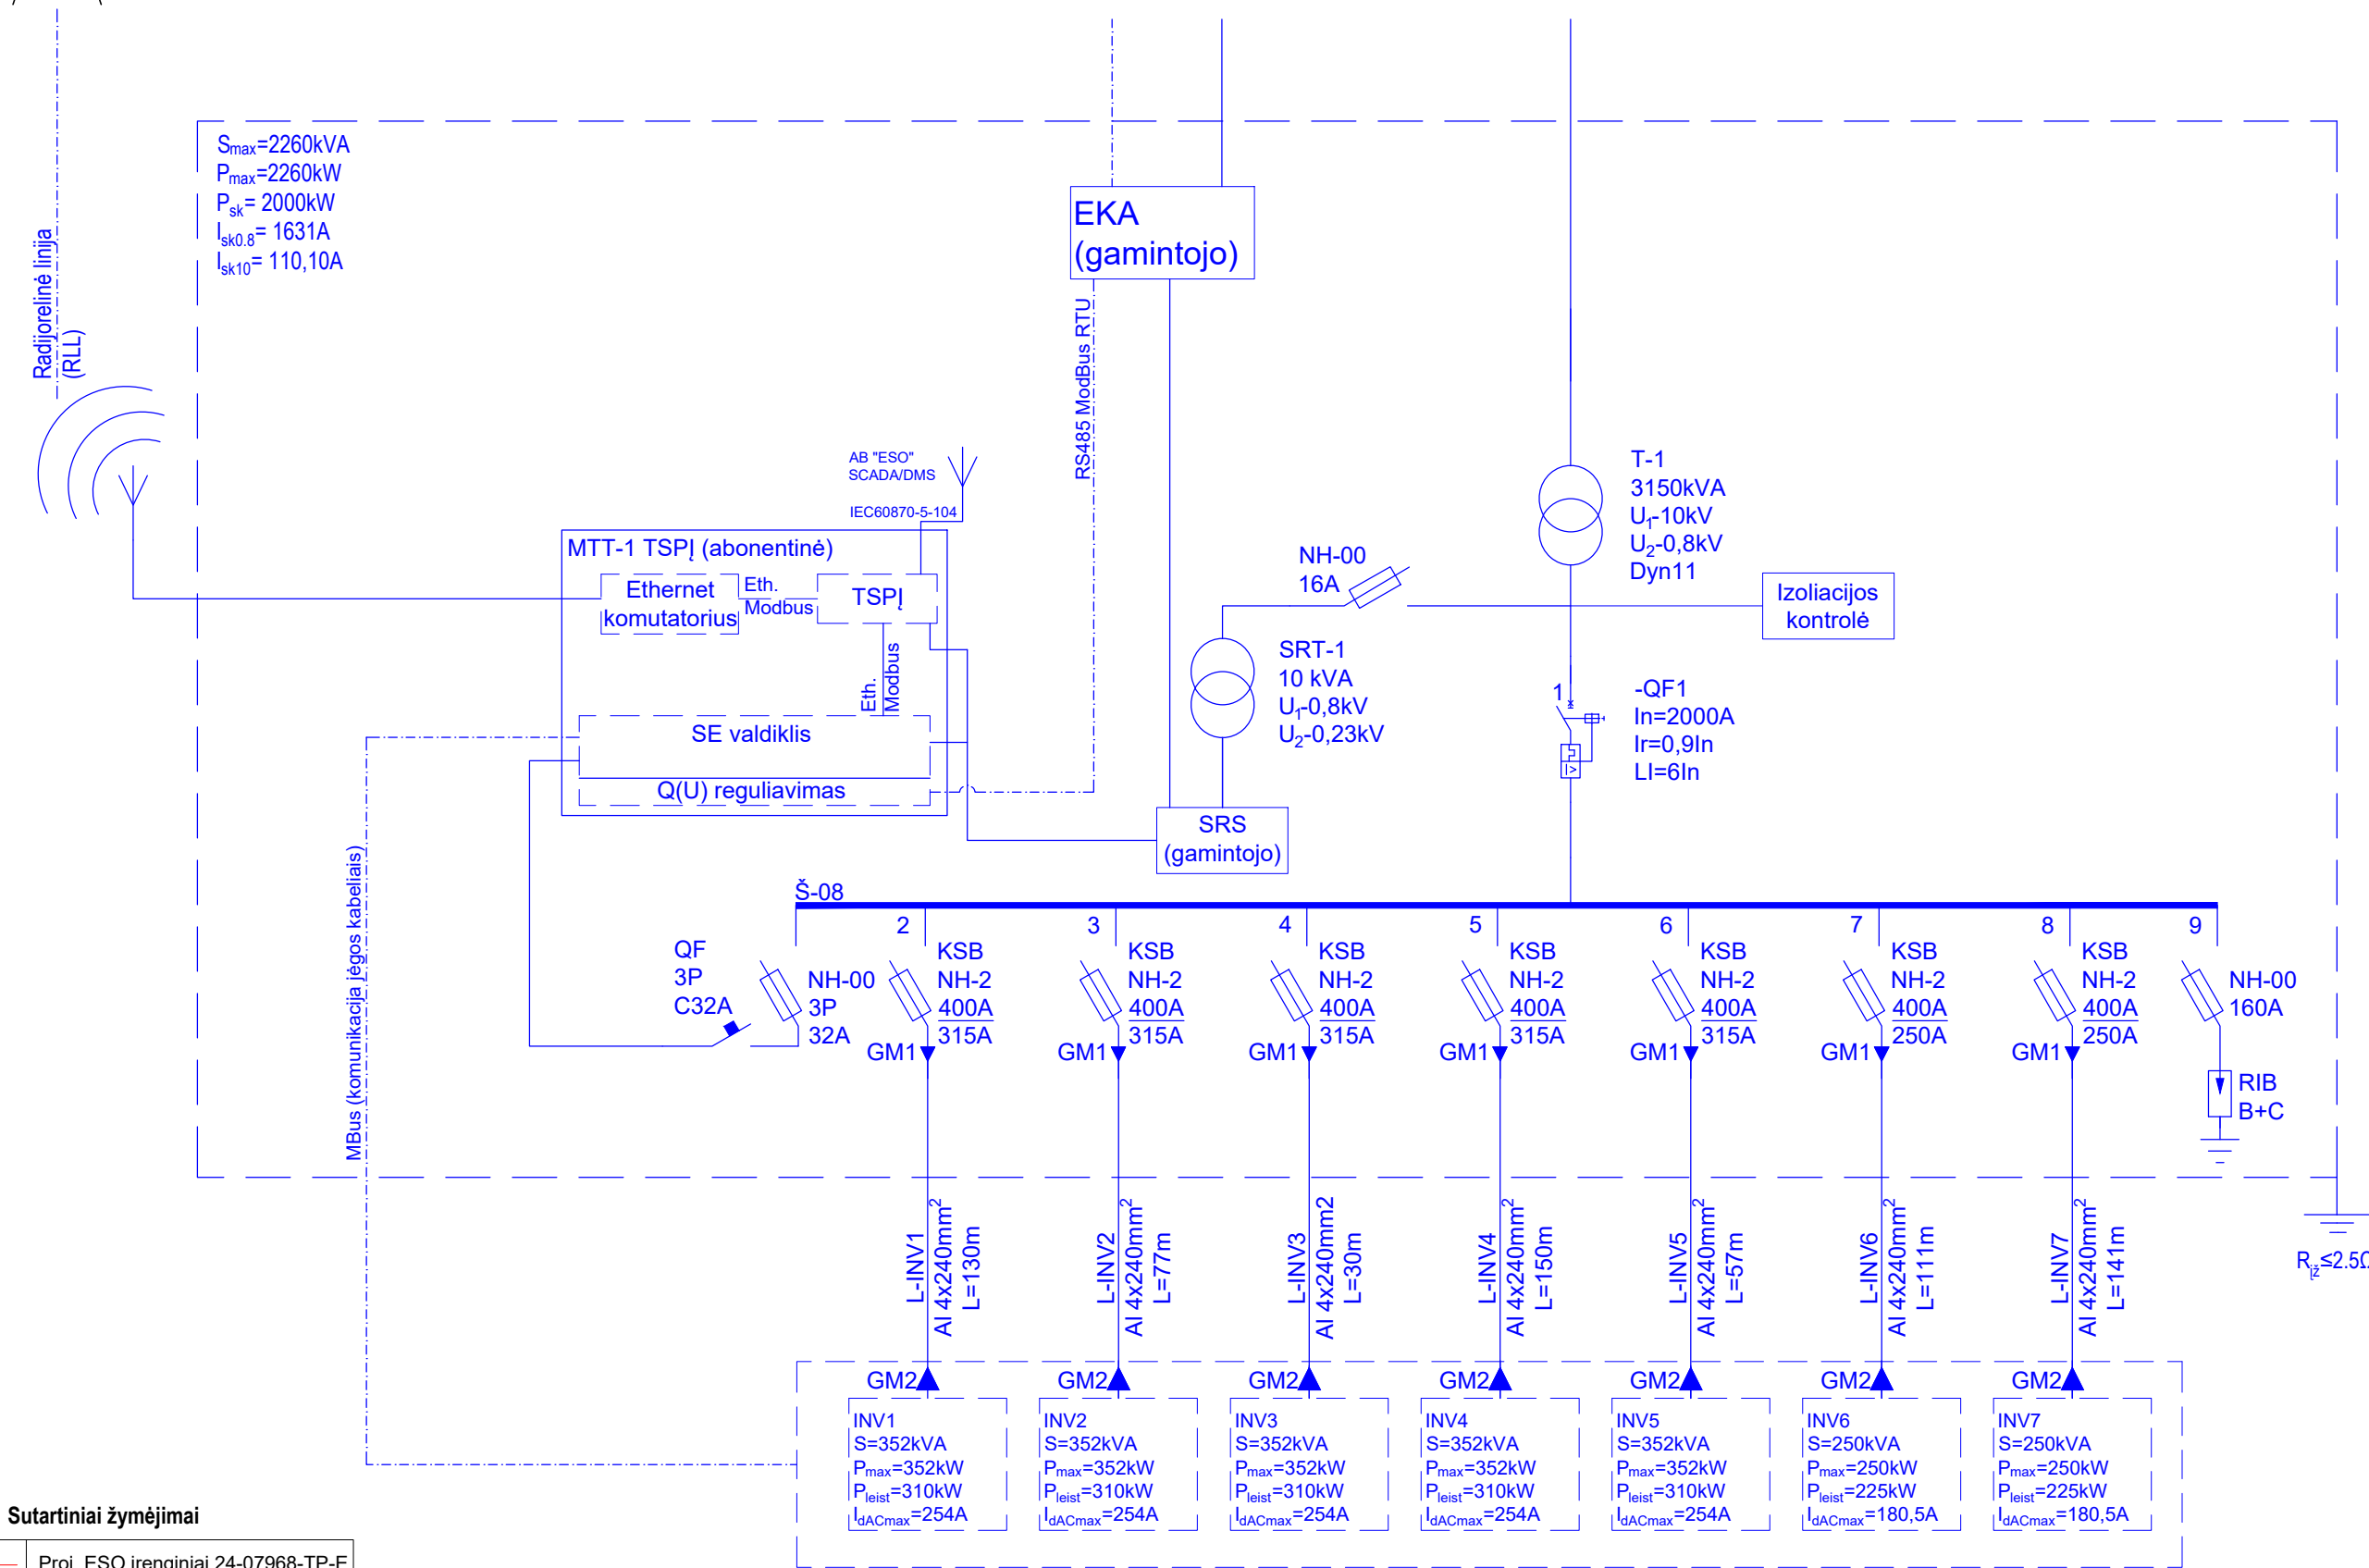 Radijorelinė linija
(RLL)
Smax=2260kVA
Pmax=2260kW
Psk= 2000kW
Isk0.8= 1631A
Isk10= 110,10A
EKA
(gamintojo)
RS485 ModBus RTU
AB "ESO"
SCADA/DMS
IEC60870-5-104
MTT-1 TSPĮ (abonentinė)
Ethernet
komutatorius
Eth.
Modbus
TSPĮ
Eth.
Modbus
SE valdiklis
Q(U) reguliavimas
NH-00
16A
T-1
3150kVA
U1-10kV
U2-0,8kV
Dyn11
Izoliacijos
kontrolė
SRT-1
10 kVA
U1-0,8kV
U2-0,23kV
1
-QF1
In=2000A
Ir=0,9In
LI=6In
I>
SRS
(gamintojo)
MBus (komunikacija jėgos kabeliais)
Š-08
QF
3P
C32A
NH-00
3P
32A
2
KSB
NH-2
400A
315A
GM1
3
KSB
NH-2
400A
315A
GM1
4
KSB
NH-2
400A
315A
GM1
5
KSB
NH-2
400A
315A
GM1
6
KSB
NH-2
400A
315A
GM1
7
KSB
NH-2
400A
250A
GM1
8
KSB
NH-2
400A
250A
GM1
9
NH-00
160A
RIB
B+C
L-INV1
Al 4x240mm²
L=130m
L-INV2
Al 4x240mm²
L=77m
L-INV3
Al 4x240mm2
L=30m
L-INV4
Al 4x240mm²
L=150m
L-INV5
Al 4x240mm²
L=57m
L-INV6
Al 4x240mm²
L=111m
L-INV7
Al 4x240mm²
L=141m
Rįž≤2.5Ω
GM2
INV1
S=352kVA
Pmax=352kW
Pleist=310kW
IdACmax=254A
GM2
INV2
S=352kVA
Pmax=352kW
Pleist=310kW
IdACmax=254A
GM2
INV3
S=352kVA
Pmax=352kW
Pleist=310kW
IdACmax=254A
GM2
INV4
S=352kVA
Pmax=352kW
Pleist=310kW
IdACmax=254A
GM2
INV5
S=352kVA
Pmax=352kW
Pleist=310kW
IdACmax=254A
GM2
INV6
S=250kVA
Pmax=250kW
Pleist=225kW
IdACmax=180,5A
GM2
INV7
S=250kVA
Pmax=250kW
Pleist=225kW
IdACmax=180,5A
Sutartiniai žymėjimai
Proj. ESO įrenginiai 24-07968-TP-E